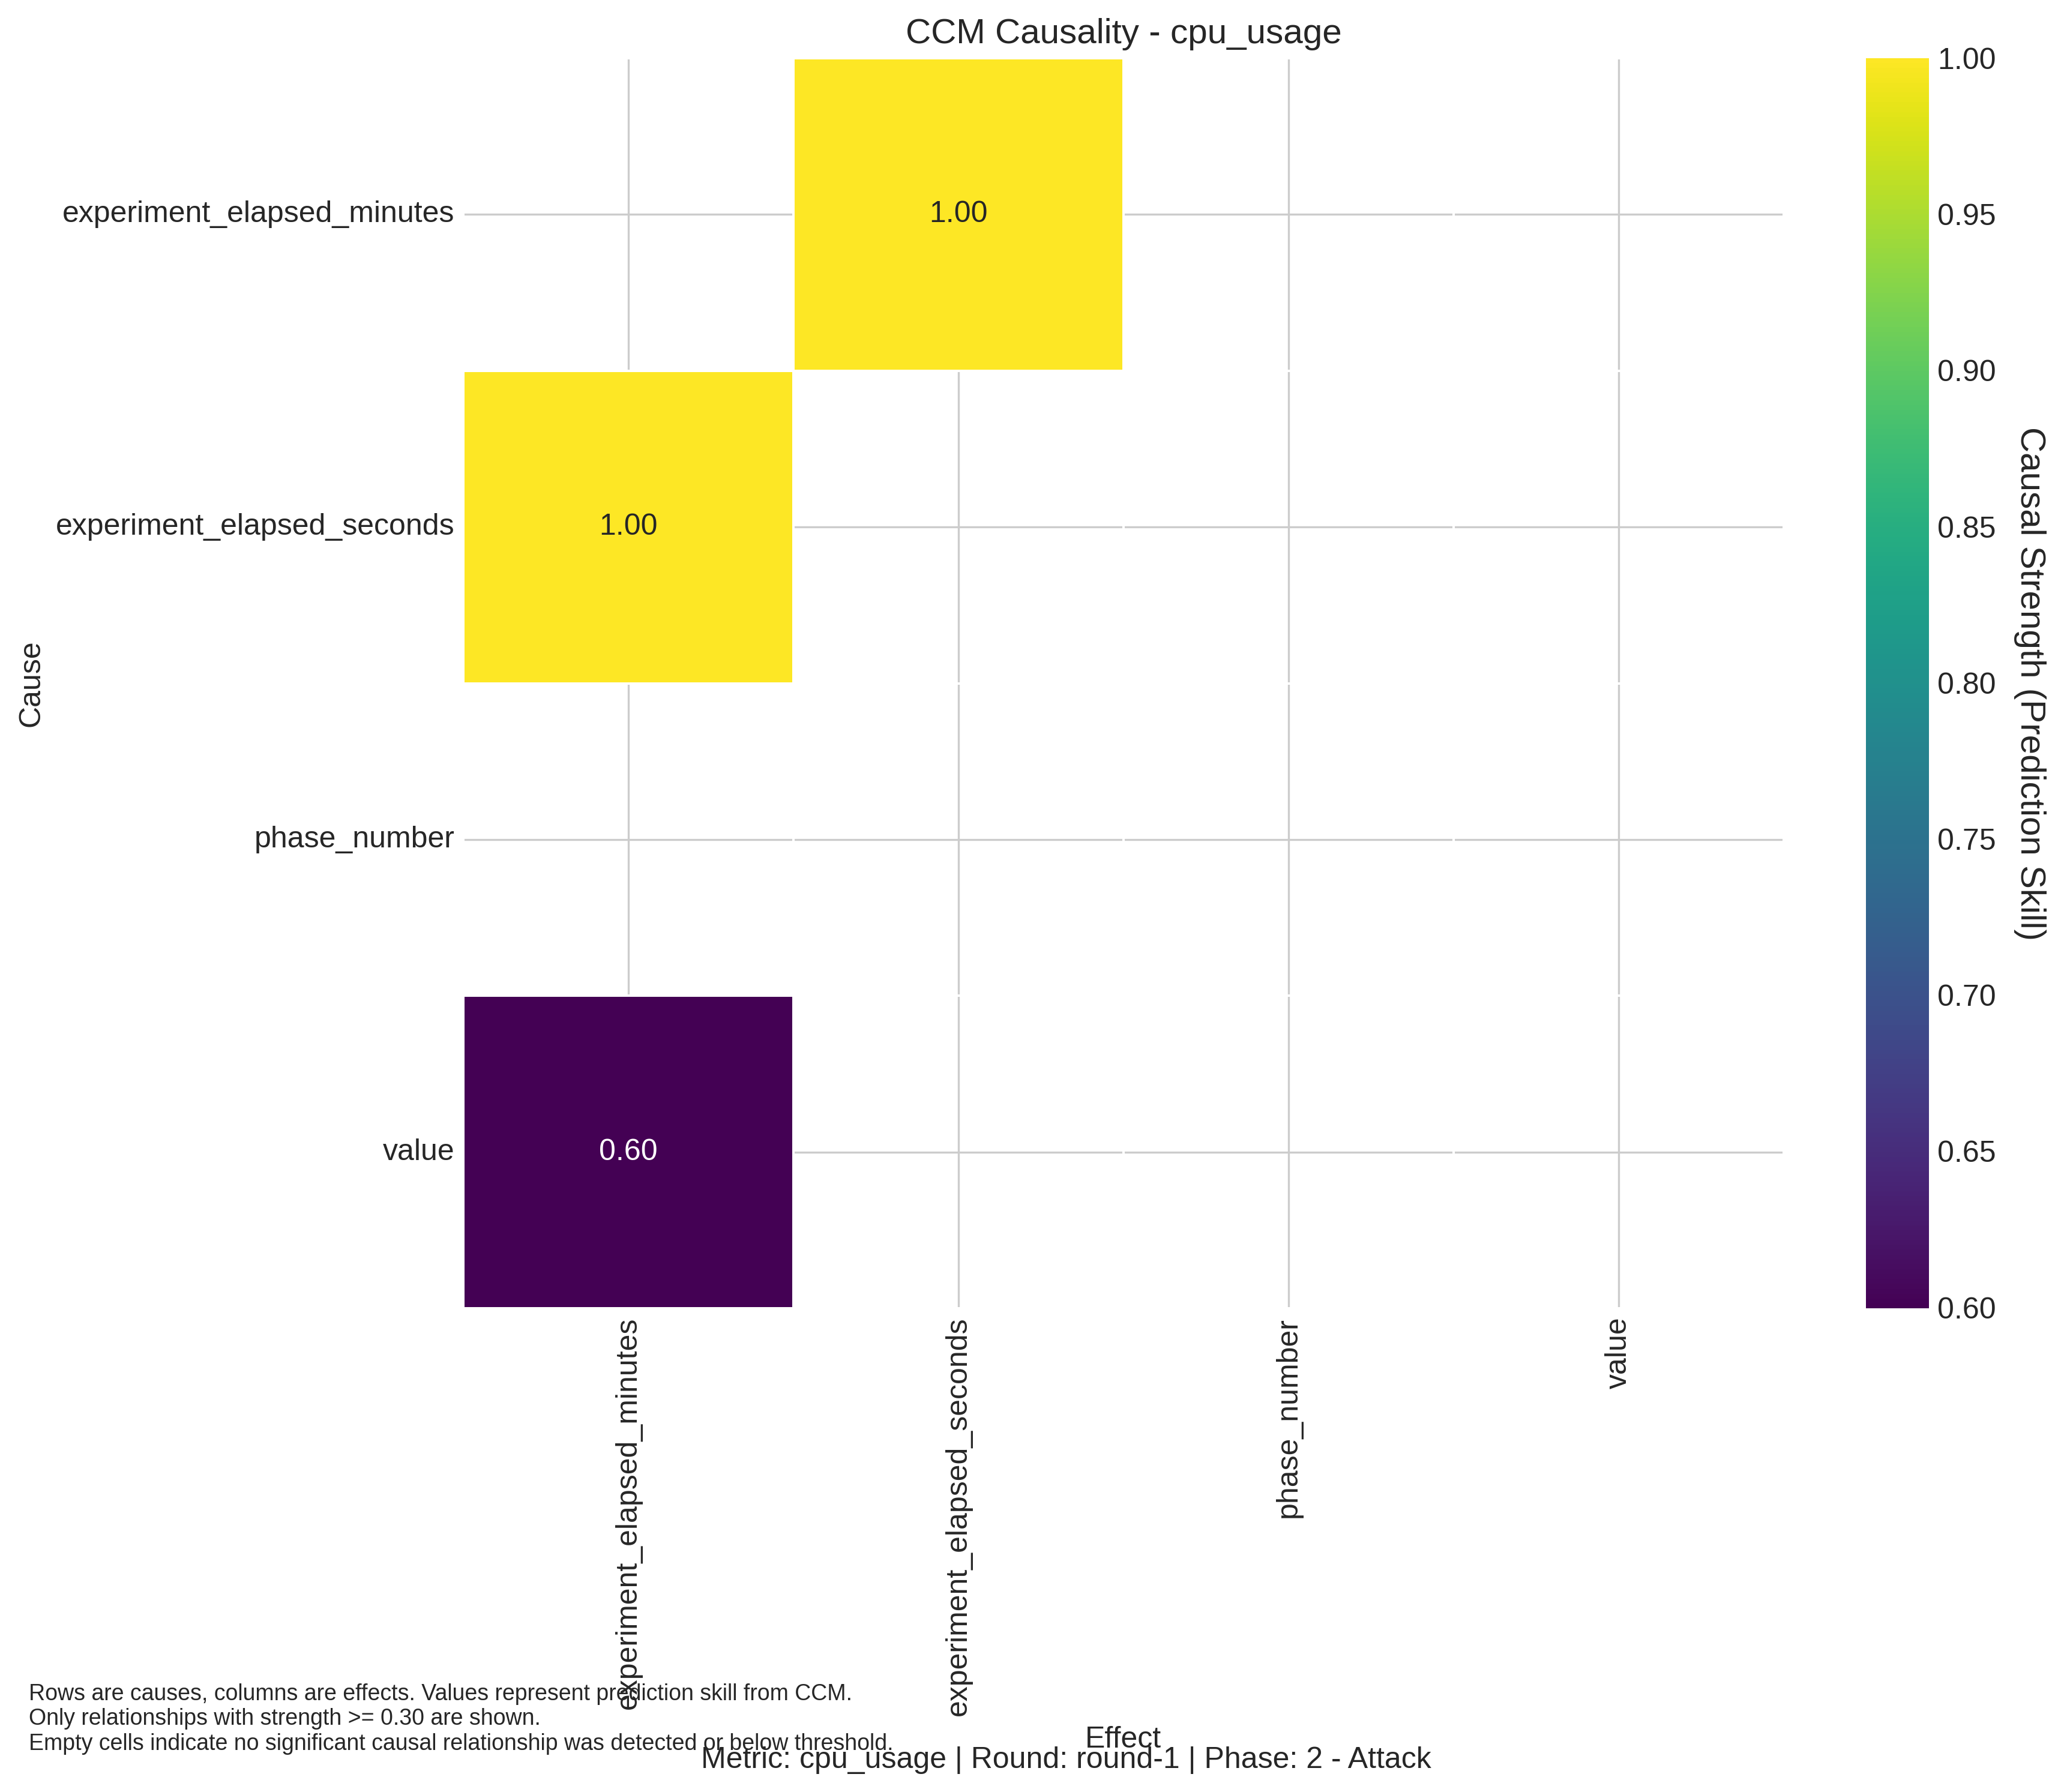 CCM Causality - cpu_usage
experiment_elapsed_minutes
experiment_elapsed_seconds
phase_number
value
Cause
1.00
1.00
0.60
experiment_elapsed_minutes
experiment_elapsed_seconds
phase_number
value
Effect
1.00
0.95
0.90
0.85
0.80
0.75
0.70
0.65
0.60
Causal Strength (Prediction Skill)
Rows are causes, columns are effects. Values represent prediction skill from CCM.
Only relationships with strength >= 0.30 are shown.
Empty cells indicate no significant causal relationship was detected or below threshold.
Metric: cpu_usage | Round: round-1 | Phase: 2 - Attack